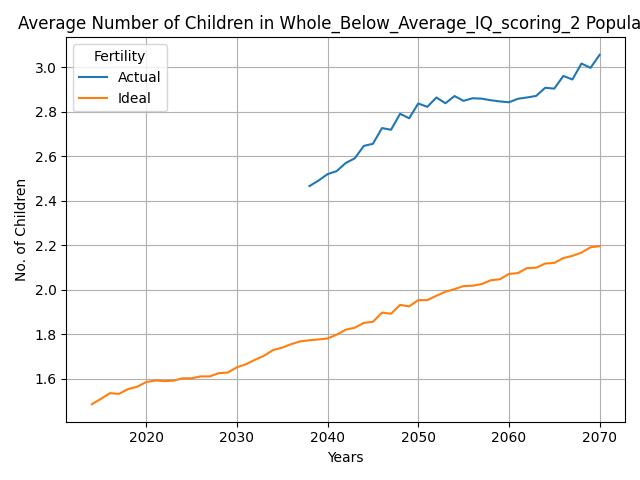 Average Number of Children in Whole_Below_Average_IQ_scoring_2 Popula
Fertility
Actual
Ideal
No. of Children
3.0
2.8
2.6
2.4
2.2
2.0
1.8
1.6
2020 2030 2040 2050 2060 2070
Years